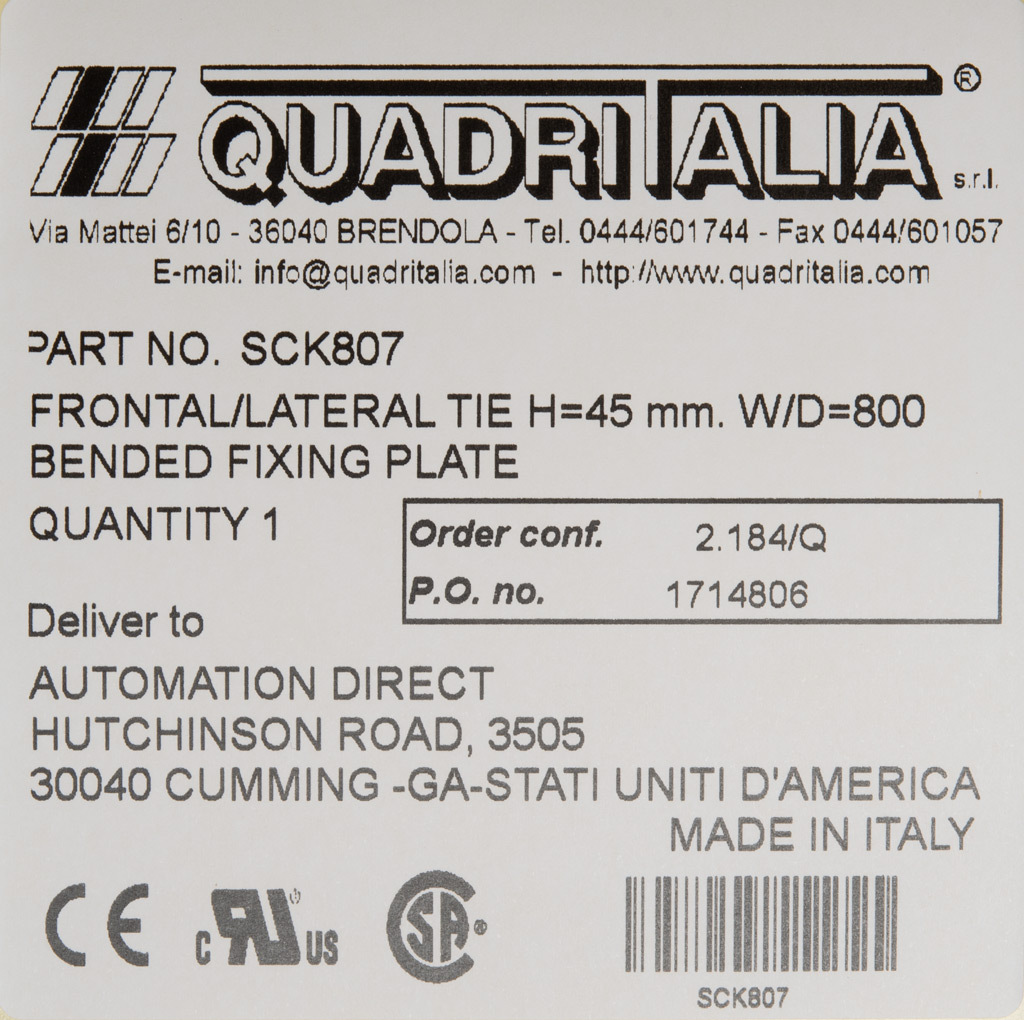 QUADRITALIA ® s.r.l.
Via Mattei 6/10 - 36040 BRENDOLA - Tel. 0444/601744 - Fax 0444/601057
E-mail: info@quadritalia.com - http://www.quadritalia.com
PART NO. SCK807
FRONTAL/LATERAL TIE H=45 mm. W/D=800
BENDED FIXING PLATE
QUANTITY 1
Order conf. 2.184/Q
P.O. no. 1714806
Deliver to
AUTOMATION DIRECT
HUTCHINSON ROAD, 3505
30040 CUMMING -GA-STATI UNITI D'AMERICA
MADE IN ITALY
CE c RU US SA ®
SCK807